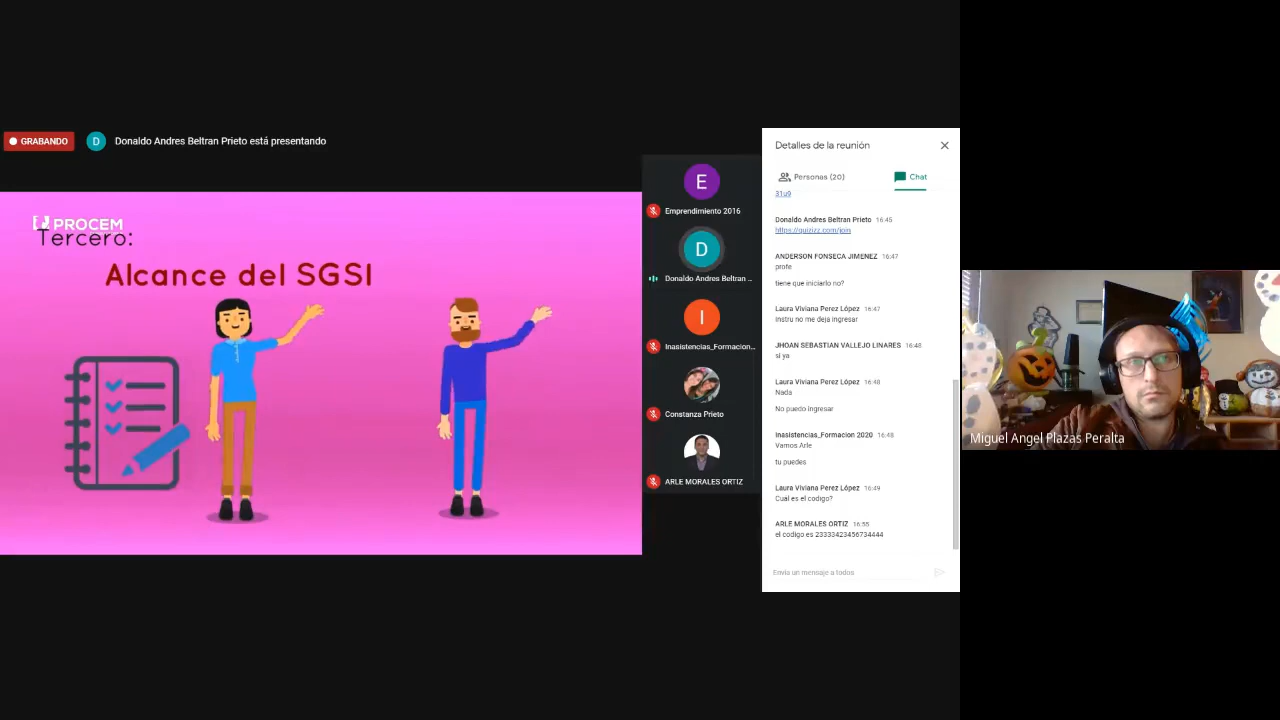 GRABANDO
D
Donaldo Andres Beltran Prieto está presentando
PROCEM
Tercero:
Alcance del SGSI
E
Emprendimiento 2016
D
Donaldo Andres Beltran ...
I
Inasistencias_Formacion...
Constanza Prieto
ARLE MORALES ORTIZ
Detalles de la reunión
Personas (20)
Chat
31u9
Donaldo Andres Beltran Prieto 16:45
https://quizizz.com/join
ANDERSON FONSECA JIMENEZ 16:47
profe
tiene que iniciarlo no?
Laura Viviana Perez López 16:47
Instru no me deja ingresar
JHOAN SEBASTIAN VALLEJO LINARES 16:48
si ya
Laura Viviana Perez López 16:48
Nada
No puedo ingresar
Inasistencias_Formacion 2020 16:48
Vamos Arle
tu puedes
Laura Viviana Perez López 16:49
Cuál es el codigo?
ARLE MORALES ORTIZ 16:55
el codigo es 23333423456734444
Envía un mensaje a todos
Miguel Angel Plazas Peralta